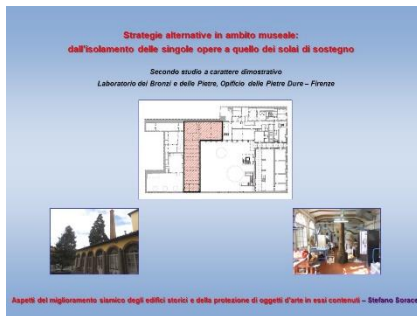 Strategie alternative in ambito museale:
dall'isolamento delle singole opere a quello dei solai di sostegno
Secondo studio a carattere dimostrativo
Laboratorio dei Bronzi e delle Pietre, Opificio delle Pietre Dure – Firenze
Aspetti del miglioramento sismico degli edifici storici e della protezione di oggetti d'arte in essi contenuti – Stefano Sorace